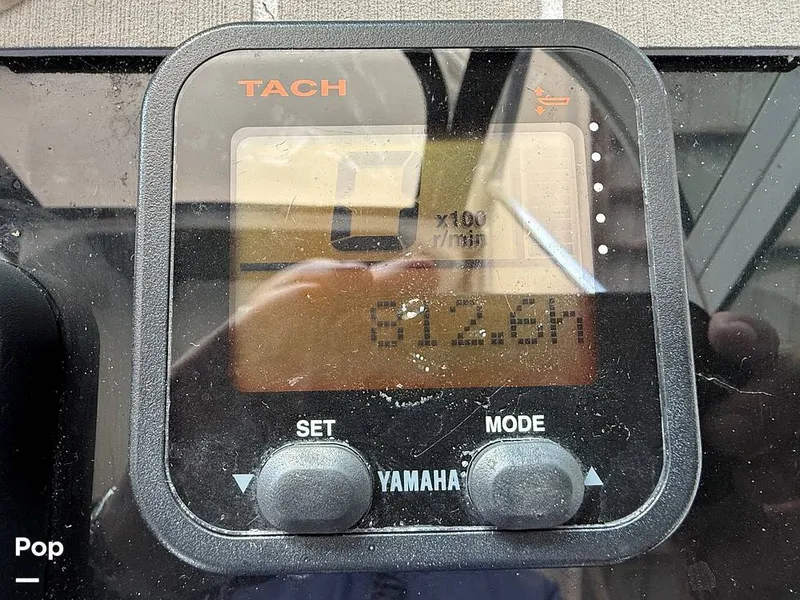 TACH
0
x100
r/min
812.6h
SET
MODE
▼
YAMAHA
▲
Pop